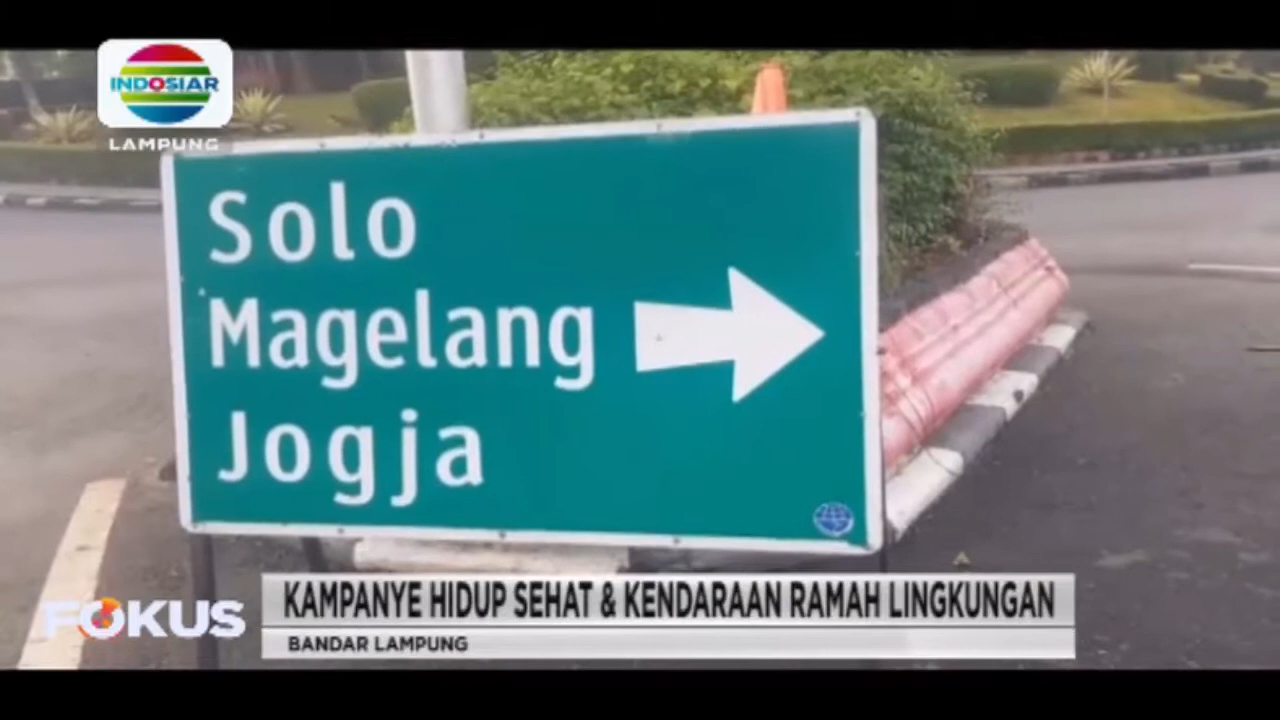 INDOSIAR
LAMPUNG
Solo
Magelang
Jogja
FOKUS
KAMPANYE HIDUP SEHAT & KENDARAAN RAMAH LINGKUNGAN
BANDAR LAMPUNG